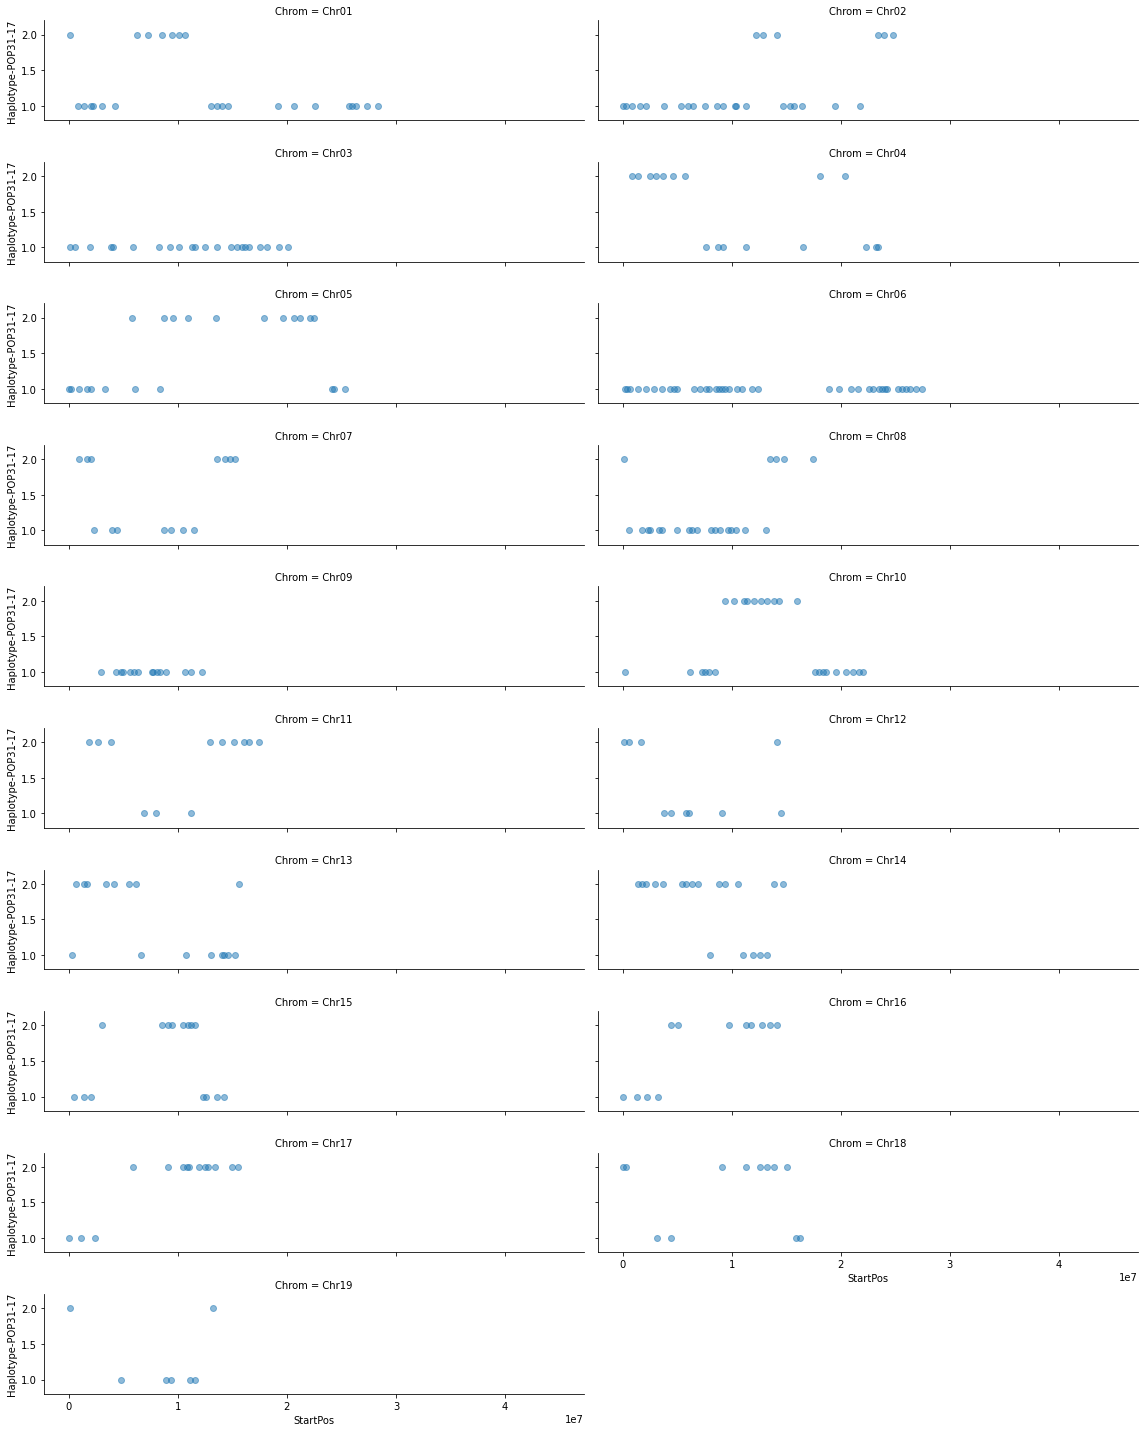 Chrom = Chr01
Chrom = Chr02
Haplotype-POP31-17
2.0
1.5
1.0
Chrom = Chr03
Chrom = Chr04
Haplotype-POP31-17
2.0
1.5
1.0
Chrom = Chr05
Chrom = Chr06
Haplotype-POP31-17
2.0
1.5
1.0
Chrom = Chr07
Chrom = Chr08
Haplotype-POP31-17
2.0
1.5
1.0
Chrom = Chr09
Chrom = Chr10
Haplotype-POP31-17
2.0
1.5
1.0
Chrom = Chr11
Chrom = Chr12
Haplotype-POP31-17
2.0
1.5
1.0
Chrom = Chr13
Chrom = Chr14
Haplotype-POP31-17
2.0
1.5
1.0
Chrom = Chr15
Chrom = Chr16
Haplotype-POP31-17
2.0
1.5
1.0
Chrom = Chr17
Chrom = Chr18
Haplotype-POP31-17
2.0
1.5
1.0
0 1 2 3 4
1e7
StartPos
Chrom = Chr19
Haplotype-POP31-17
2.0
1.5
1.0
0 1 2 3 4
1e7
StartPos